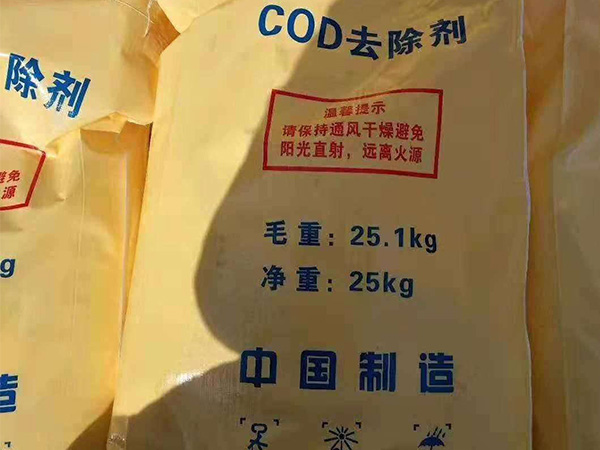 COD去除剂
温馨提示
请保持通风干燥避免
阳光直射，远离火源
毛重：25.1kg
净重：25kg
中国制造
除剂
避免
源
g
造